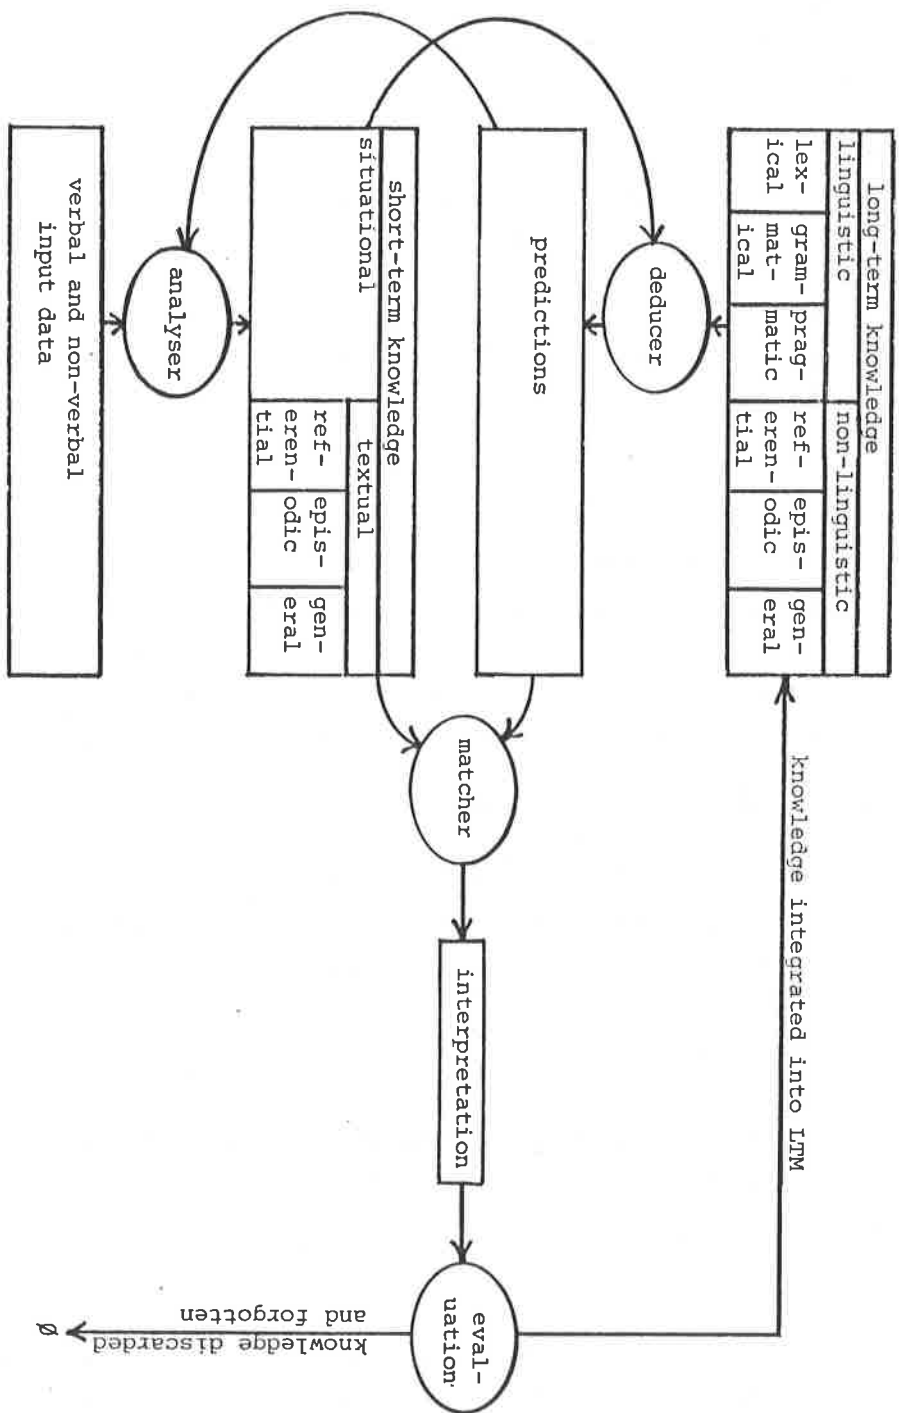 long-term knowledge
linguistic
non-linguistic
lex-
ical
gram-
mat-
ical
prag-
matic
ref-
eren-
tial
epis-
odic
gen-
eral
knowledge integrated into LTM
deducer
predictions
matcher
interpretation
eval-
uation
short-term knowledge
situational
textual
ref-
eren-
tial
epis-
odic
gen-
eral
analyser
verbal and non-verbal
input data
knowledge discarded
and forgotten
Ø